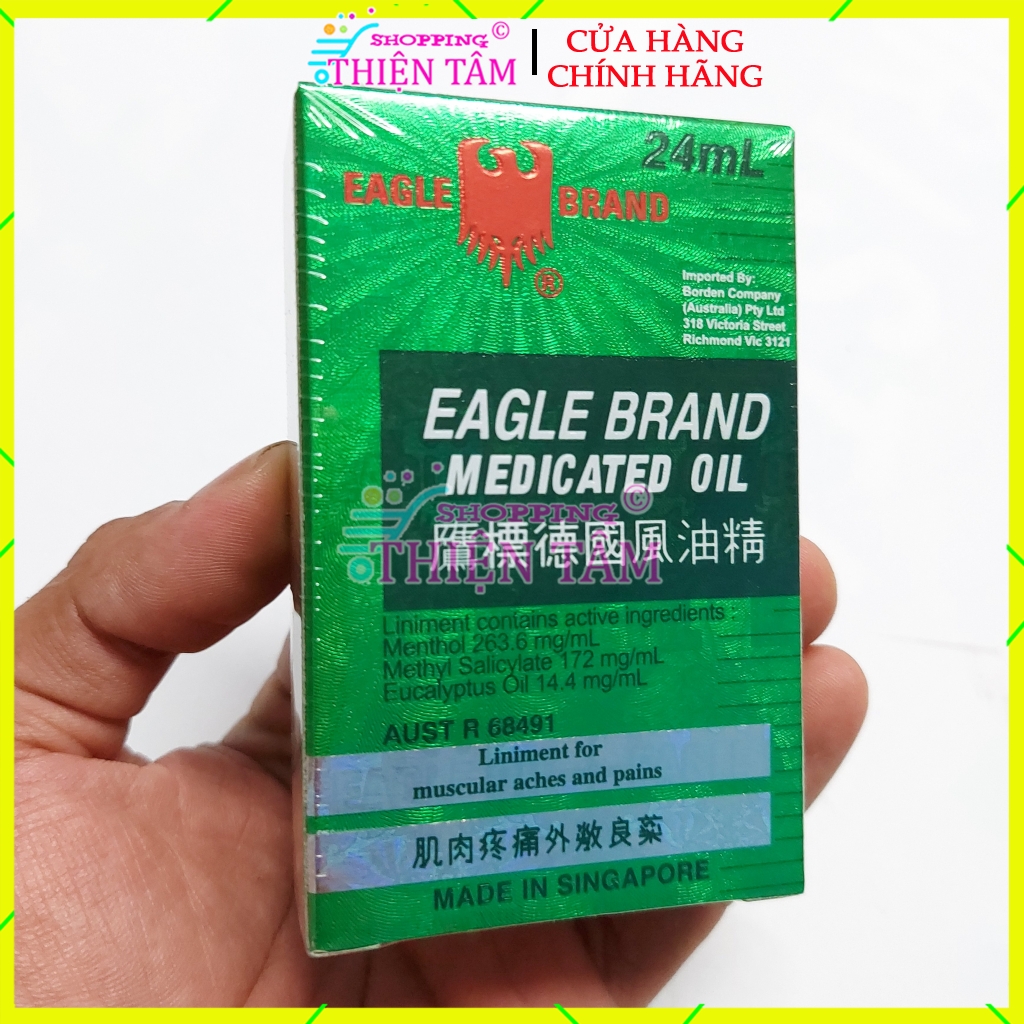 SHOPPING©
THIỆN TÂM
CỬA HÀNG
CHÍNH HÃNG
24mL
EAGLE BRAND
®
Imported By:
Borden Company
(Australia) Pty Ltd
318 Victoria Street
Richmond Vic 3121
EAGLE BRAND
MEDICATED OIL
SHOPPING©
THIỆN TÂM
鷹標德國風油精
Liniment contains active ingredients :
Menthol 263.6 mg/mL
Methyl Salicylate 172 mg/mL
Eucalyptus Oil 14.4 mg/mL
AUST R 68491
Liniment for
muscular aches and pains
肌肉疼痛外敷良葯
MADE IN SINGAPORE